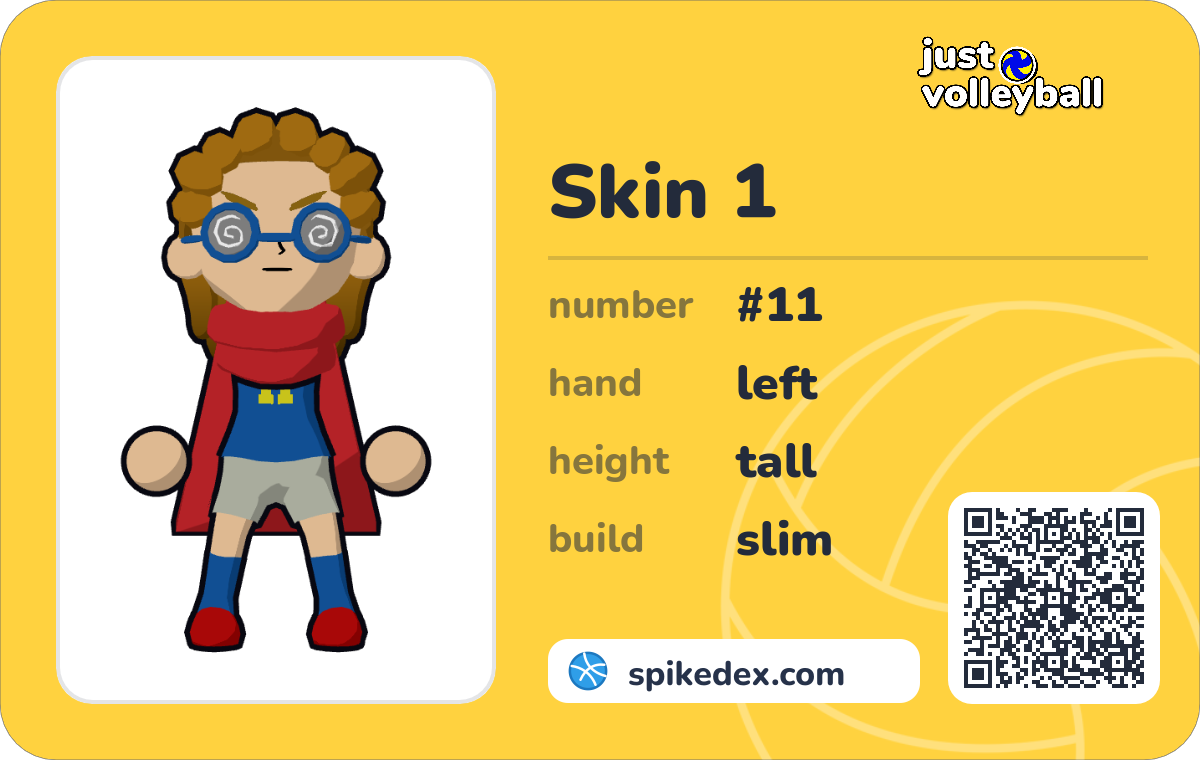 just
volleyball
Skin 1
number #11
hand left
height tall
build slim
spikedex.com